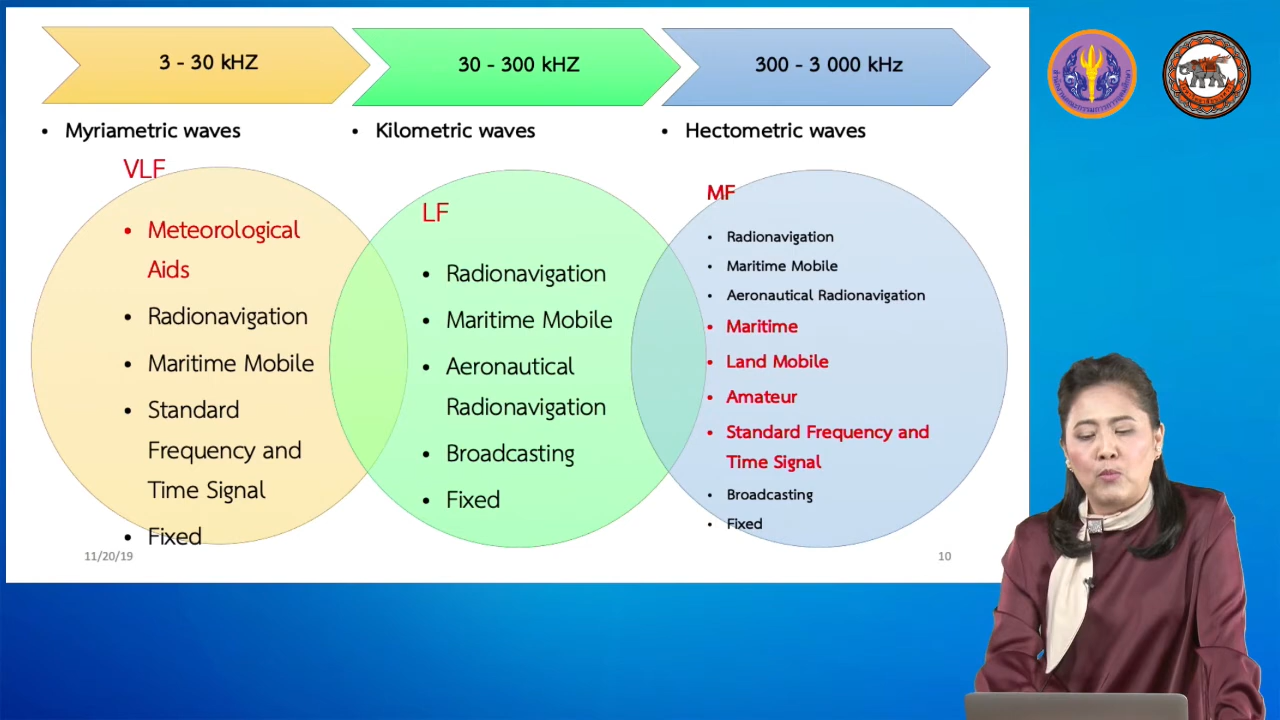 3 - 30 kHZ
30 - 300 kHZ
300 - 3 000 kHz
• Myriametric waves
• Kilometric waves
• Hectometric waves
VLF
• Meteorological
Aids
• Radionavigation
• Maritime Mobile
• Standard
Frequency and
Time Signal
• Fixed
LF
• Radionavigation
• Maritime Mobile
• Aeronautical
Radionavigation
• Broadcasting
• Fixed
MF
• Radionavigation
• Maritime Mobile
• Aeronautical Radionavigation
• Maritime
• Land Mobile
• Amateur
• Standard Frequency and
Time Signal
• Broadcasting
• Fixed
11/20/19
10